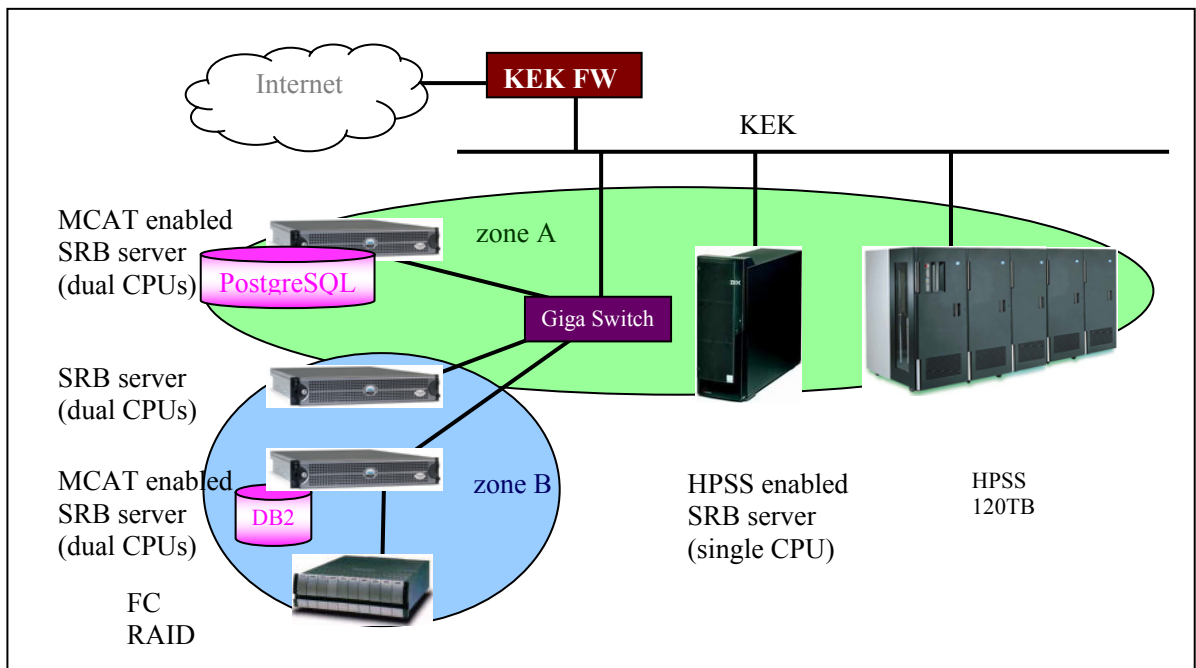 Internet
KEK FW
KEK
MCAT enabled
SRB server
(dual CPUs)
PostgreSQL
zone A
Giga Switch
SRB server
(dual CPUs)
MCAT enabled
SRB server
(dual CPUs)
DB2
zone B
HPSS enabled
SRB server
(single CPU)
HPSS
120TB
FC
RAID
IBM